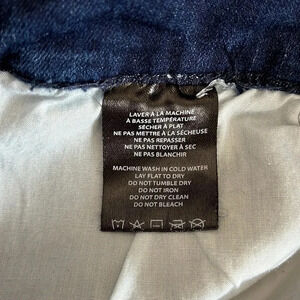 LAVER À LA MACHINE
À BASSE TEMPÉRATURE
SÉCHER À PLAT
NE PAS METTRE À LA SÉCHEUSE
NE PAS REPASSER
NE PAS NETTOYER À SEC
NE PAS BLANCHIR
MACHINE WASH IN COLD WATER
LAY FLAT TO DRY
DO NOT TUMBLE DRY
DO NOT IRON
DO NOT DRY CLEAN
DO NOT BLEACH